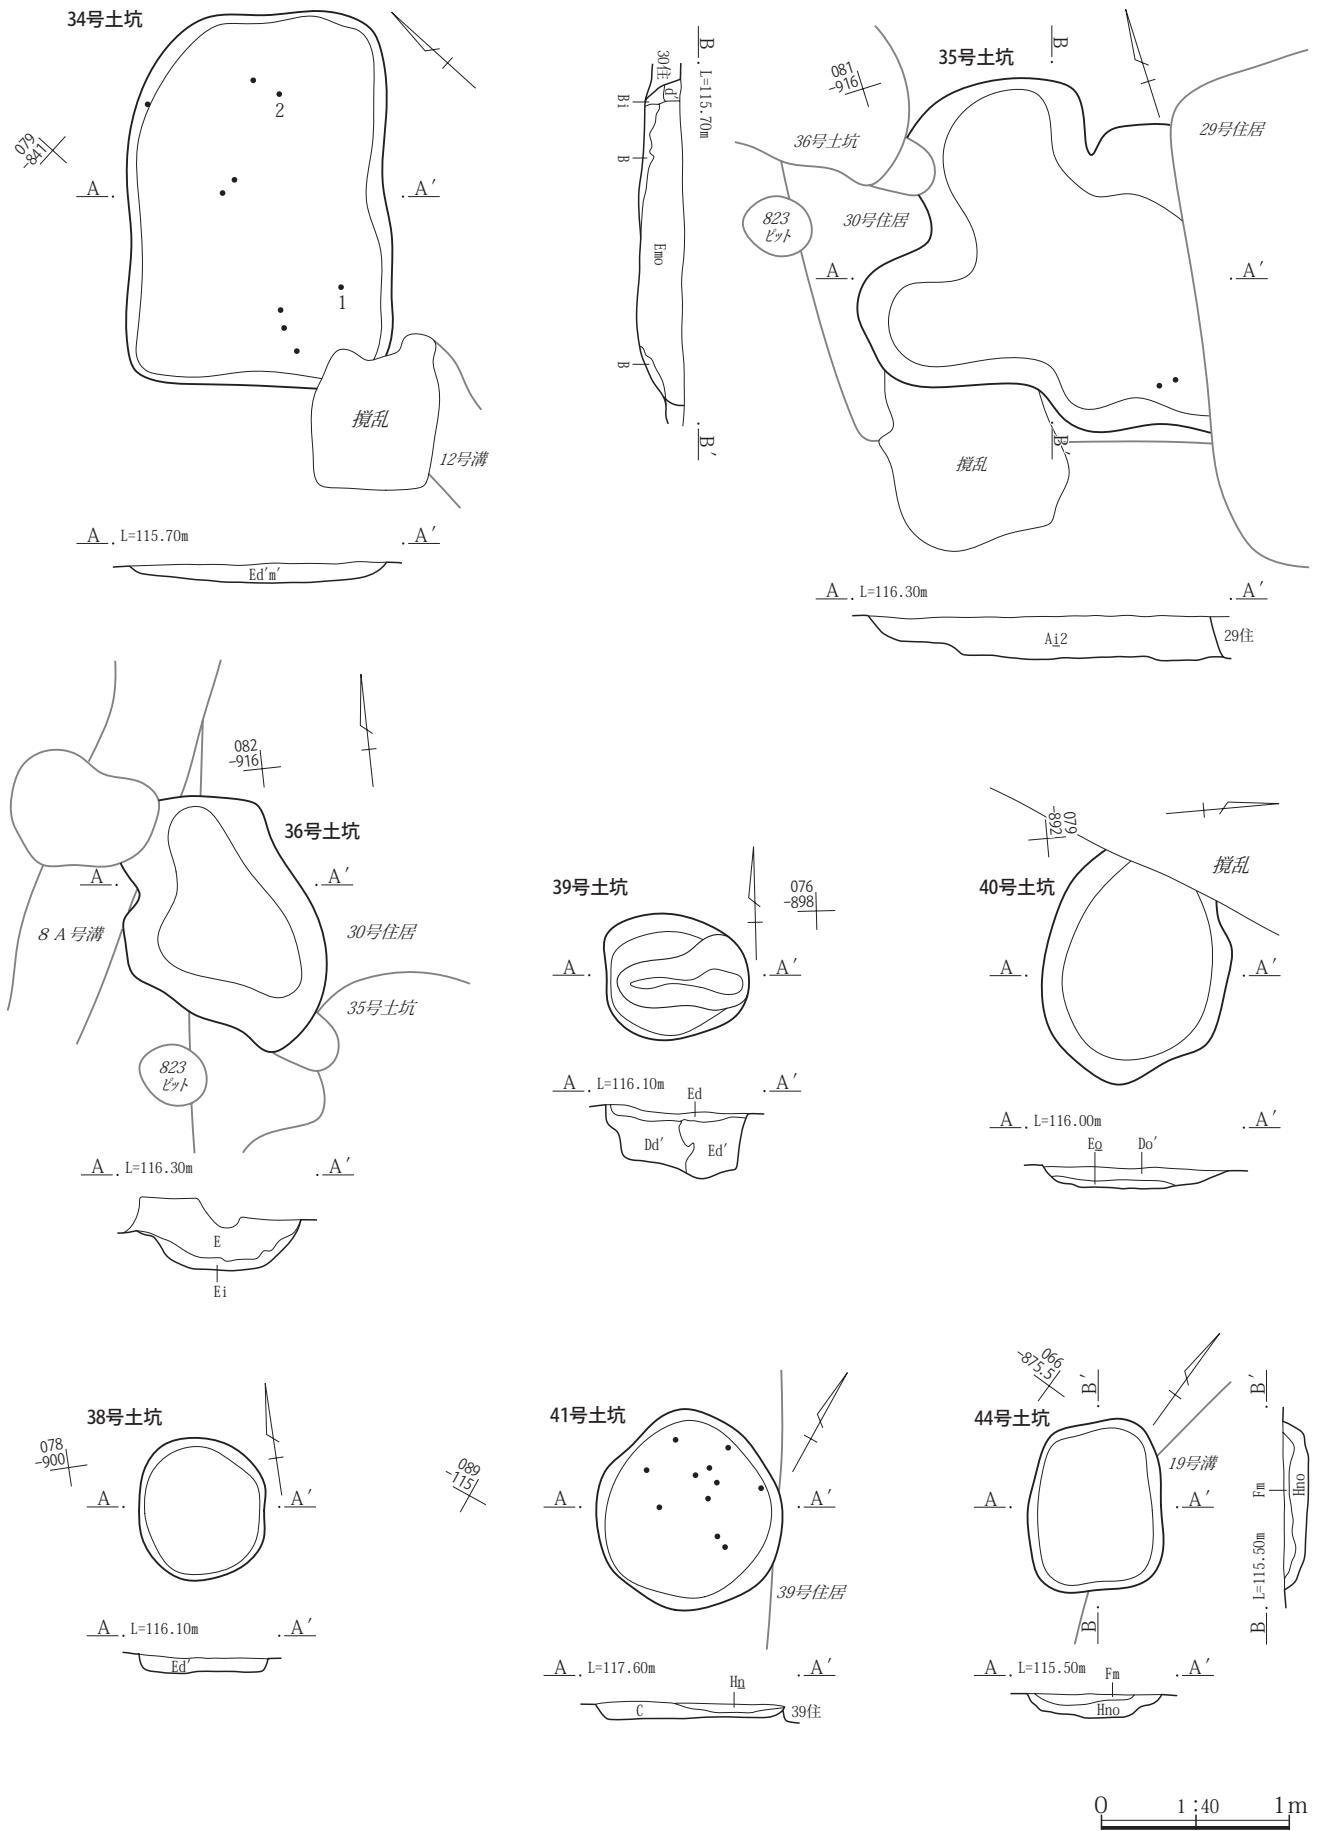 34号土坑
2
079
-841
A . . A′
1
撹乱
12号溝
A . L=115.70m . A′
Ed′m′
B . L=115.70m
30住
d′
Bi
B
Emo
B
. B′
35号土坑
B
081
-916
36号土坑
29号住居
823
ピット
30号住居
A . . A′
撹乱
B′
A . L=116.30m . A′
Ai2
29住
082
-916
36号土坑
A . . A′
8A号溝
30号住居
35号土坑
823
ピット
A . L=116.30m . A′
E
Ei
39号土坑
076
-898
A . . A′
A . L=116.10m . A′
Ed
Dd′
Ed′
079
-892
撹乱
40号土坑
A . . A′
A . L=116.00m . A′
Eo
Do′
38号土坑
078
-900
A . . A′
A . L=116.10m . A′
Ed′
41号土坑
089
-115
A . . A′
39号住居
A . L=117.60m . A′
Hn
C
39住
066
-875.5
B′
44号土坑
19号溝
A . . A′
B
A . L=115.50m . A′
Fm
Hno
B′
Fm
Hno
B . L=115.50m
0 1:40 1m